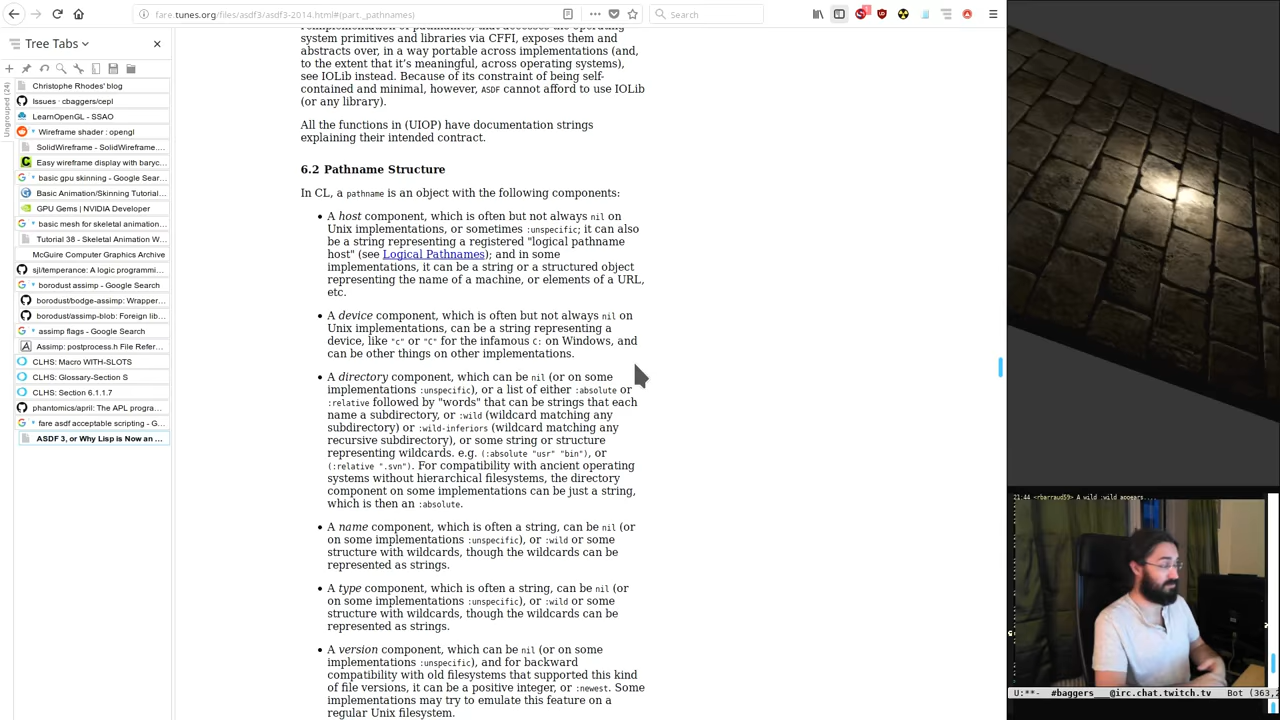 fare.tunes.org/files/asdf3/asdf3-2014.html#(part._pathnames)
Search
Tree Tabs
Ungrouped (24)
Christophe Rhodes' blog
Issues · cbaggers/cepl
LearnOpenGL - SSAO
Wireframe shader : opengl
SolidWireframe - SolidWireframe...
Easy wireframe display with baryc...
basic gpu skinning - Google Sear...
Basic Animation/Skinning Tutorial...
GPU Gems | NVIDIA Developer
basic mesh for skeletal animation...
Tutorial 38 - Skeletal Animation W...
McGuire Computer Graphics Archive
sjl/temperance: A logic programmi...
borodust assimp - Google Search
borodust/bodge-assimp: Wrapper...
borodust/assimp-blob: Foreign lib...
assimp flags - Google Search
Assimp: postprocess.h File Refer...
CLHS: Macro WITH-SLOTS
CLHS: Glossary-Section S
CLHS: Section 6.1.1.7
phantomics/april: The APL progra...
fare asdf acceptable scripting - G...
ASDF 3, or Why Lisp is Now an ...
system primitives and libraries via CFFI, exposes them and
abstracts over, in a way portable across implementations (and,
to the extent that it's meaningful, across operating systems),
see IOLib instead. Because of its constraint of being self-
contained and minimal, however, ASDF cannot afford to use IOLib
(or any library).
All the functions in (UIOP) have documentation strings
explaining their intended contract.
6.2 Pathname Structure
In CL, a pathname is an object with the following components:
• A host component, which is often but not always nil on
Unix implementations, or sometimes :unspecific; it can also
be a string representing a registered "logical pathname
host" (see Logical Pathnames); and in some
implementations, it can be a string or a structured object
representing the name of a machine, or elements of a URL,
etc.
• A device component, which is often but not always nil on
Unix implementations, can be a string representing a
device, like "c" or "C" for the infamous C: on Windows, and
can be other things on other implementations.
• A directory component, which can be nil (or on some
implementations :unspecific), or a list of either :absolute or
:relative followed by "words" that can be strings that each
name a subdirectory, or :wild (wildcard matching any
subdirectory) or :wild-inferiors (wildcard matching any
recursive subdirectory), or some string or structure
representing wildcards. e.g. (:absolute "usr" "bin"), or
(:relative ".svn"). For compatibility with ancient operating
systems without hierarchical filesystems, the directory
component on some implementations can be just a string,
which is then an :absolute.
• A name component, which is often a string, can be nil (or
on some implementations :unspecific), or :wild or some
structure with wildcards, though the wildcards can be
represented as strings.
• A type component, which is often a string, can be nil (or
on some implementations :unspecific), or :wild or some
structure with wildcards, though the wildcards can be
represented as strings.
• A version component, which can be nil (or on some
implementations :unspecific), and for backward
compatibility with old filesystems that supported this kind
of file versions, it can be a positive integer, or :newest. Some
implementations may try to emulate this feature on a
regular Unix filesystem.
21:44 <rbarraud59> A wild :wild appears...
U:**- #baggers___@irc.chat.twitch.tv Bot (363,2